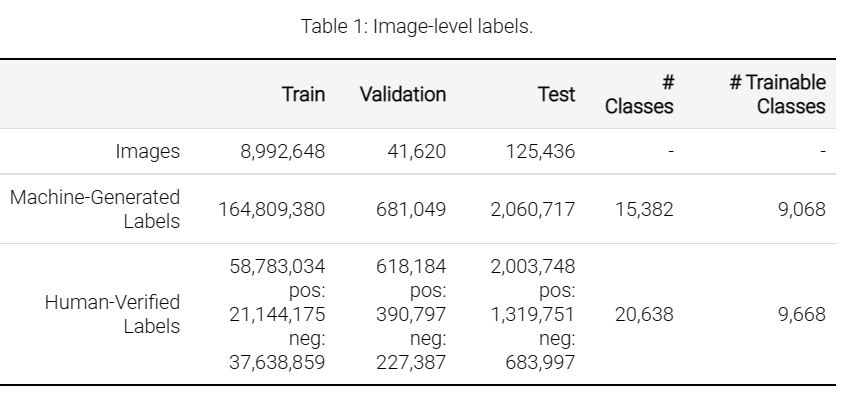 Table 1: Image-level labels.
Train Validation Test # Classes # Trainable Classes
Images 8,992,648 41,620 125,436 - -
Machine-Generated Labels 164,809,380 681,049 2,060,717 15,382 9,068
Human-Verified Labels 58,783,034 pos: 21,144,175 neg: 37,638,859 618,184 pos: 390,797 neg: 227,387 2,003,748 pos: 1,319,751 neg: 683,997 20,638 9,668